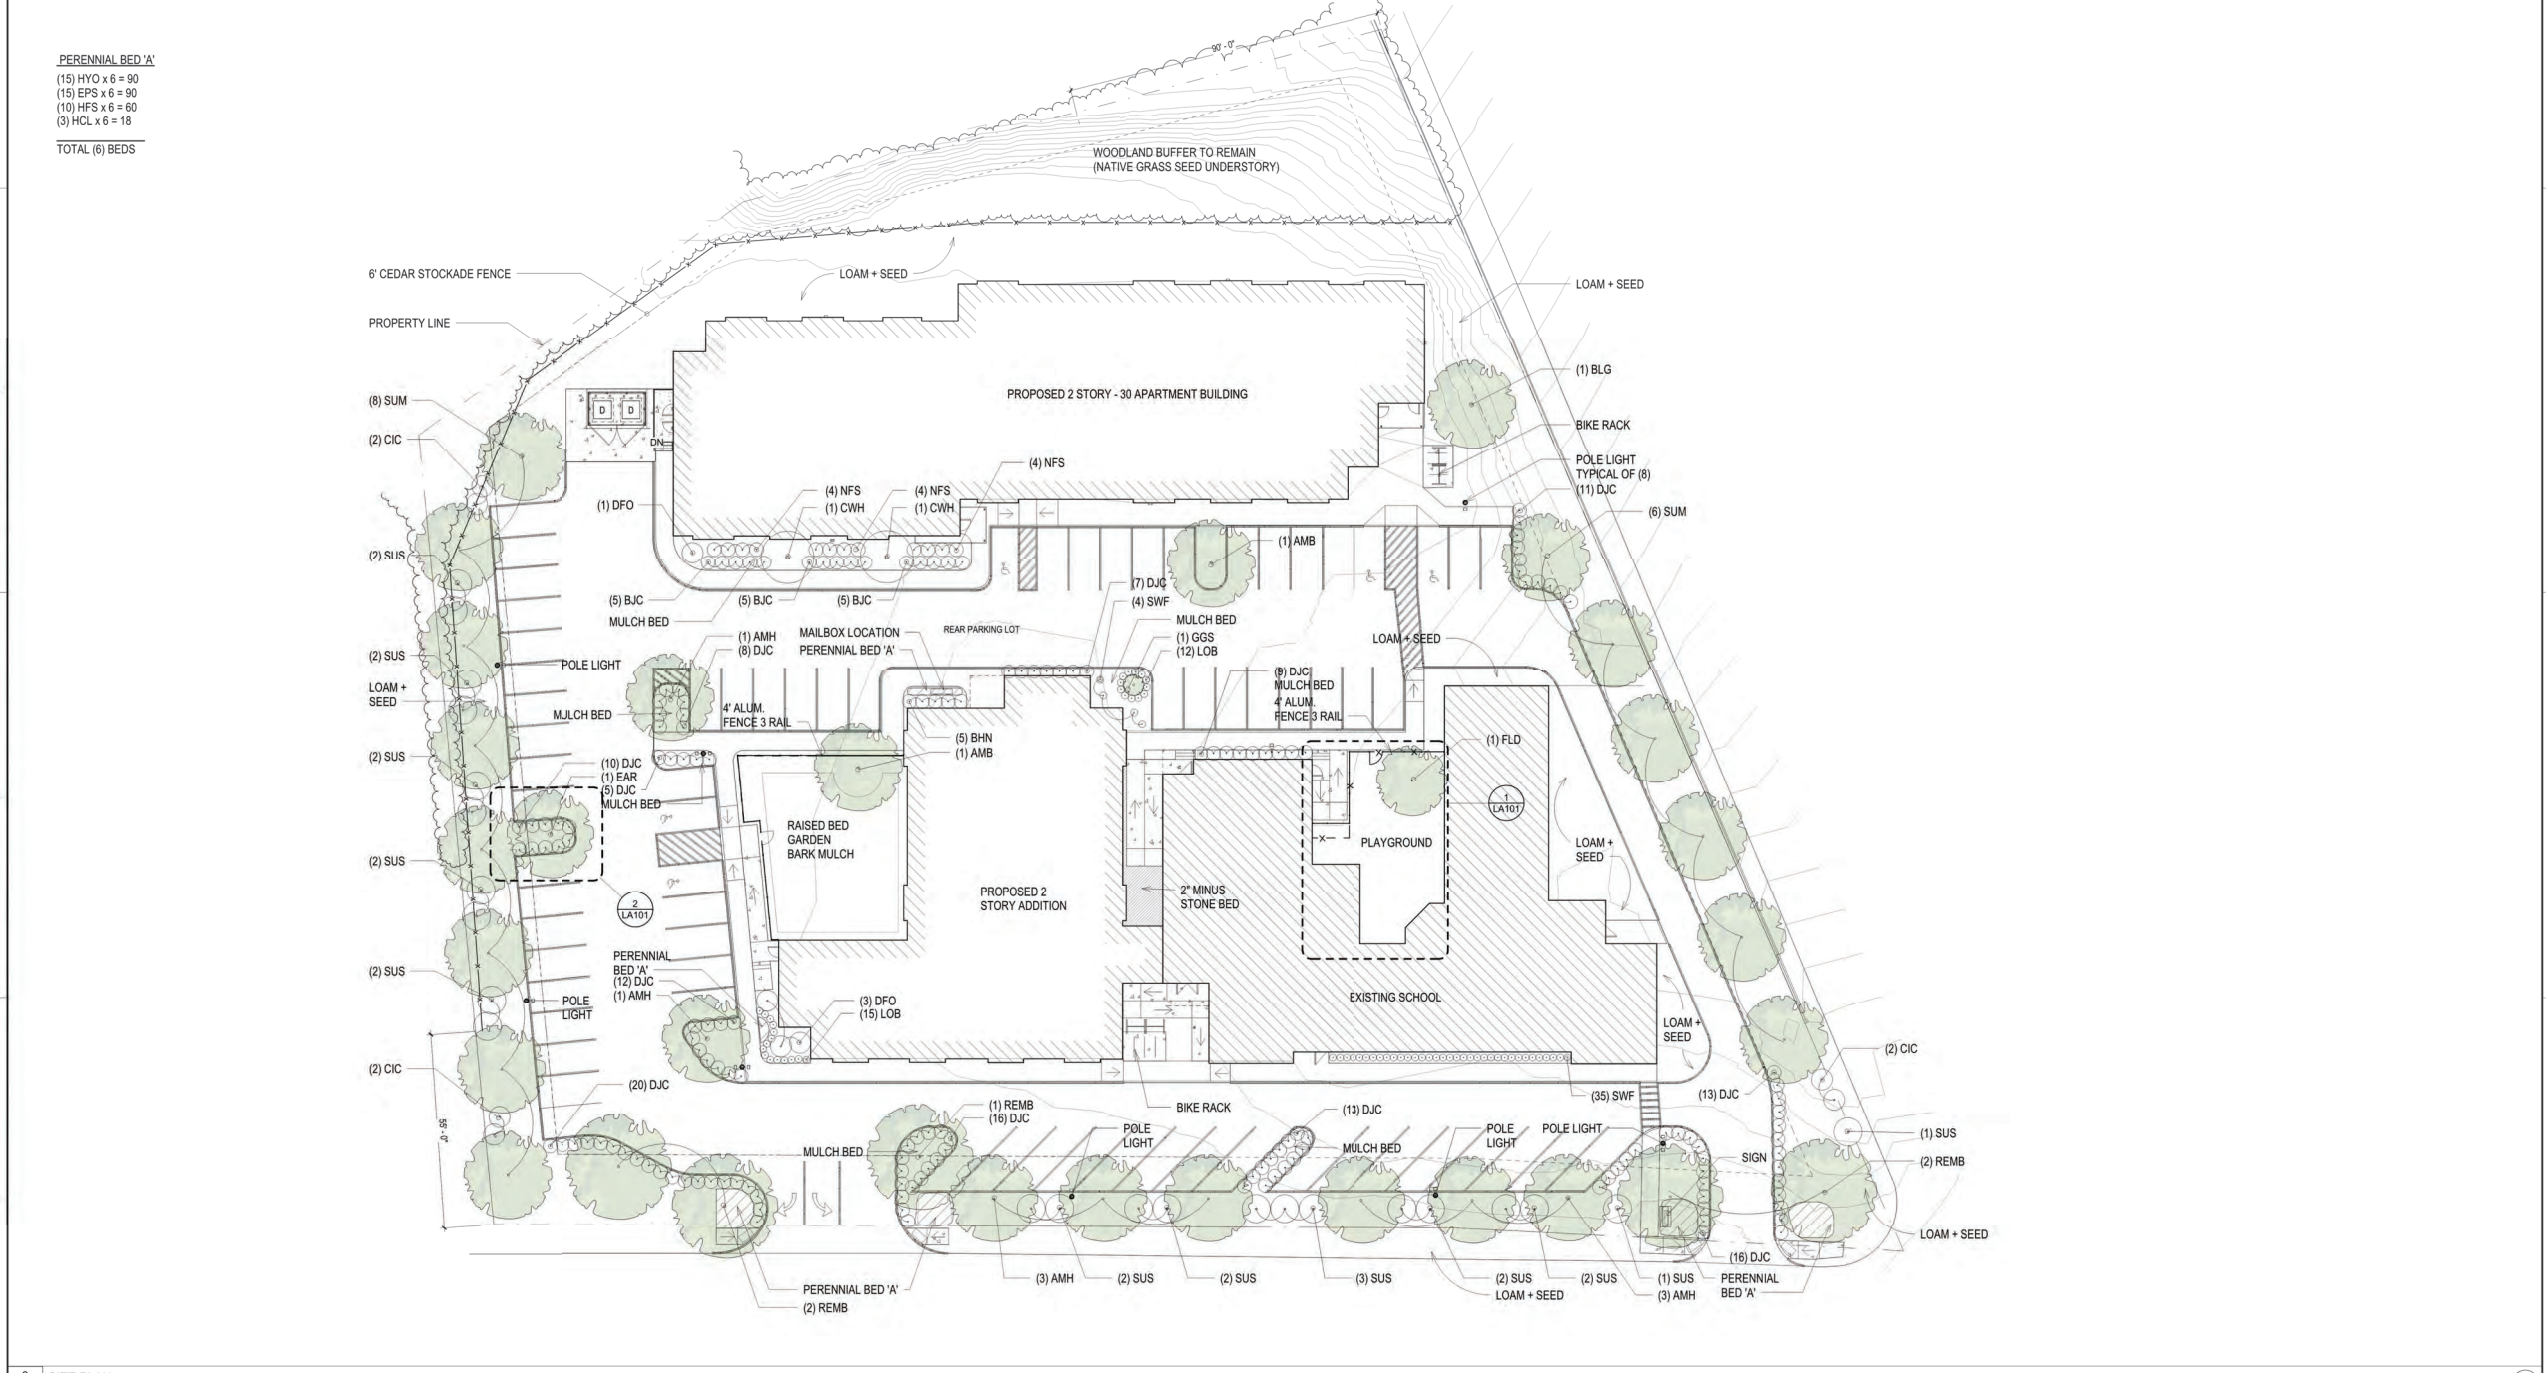 PERENNIAL BED 'A'
(15) HYO x 6 = 90
(15) EPS x 6 = 90
(10) HFS x 6 = 60
(3) HCL x 6 = 18
TOTAL (6) BEDS
90' - 0"
WOODLAND BUFFER TO REMAIN
(NATIVE GRASS SEED UNDERSTORY)
6' CEDAR STOCKADE FENCE
LOAM + SEED
LOAM + SEED
PROPERTY LINE
(1) BLG
PROPOSED 2 STORY - 30 APARTMENT BUILDING
(8) SUM
D D
BIKE RACK
(2) CIC
DN
POLE LIGHT
TYPICAL OF (8)
(11) DJC
(4) NFS
(4) NFS
(4) NFS
(1) DFO
(1) CWH
(1) CWH
(6) SUM
(1) AMB
(2) SUS
(7) DJC
(5) BJC
(5) BJC
(5) BJC
(4) SWF
MULCH BED
MULCH BED
REAR PARKING LOT
(1) AMH
(8) DJC
MAILBOX LOCATION
PERENNIAL BED 'A'
(1) GGS
(12) LOB
LOAM + SEED
(2) SUS
POLE LIGHT
(9) DJC
MULCH BED
4' ALUM.
FENCE 3 RAIL
LOAM +
SEED
MULCH BED
4' ALUM.
FENCE 3 RAIL
(5) BHN
(1) AMB
(1) FLD
(2) SUS
(10) DJC
(1) EAR
(5) DJC
MULCH BED
1
LA101
RAISED BED
GARDEN
BARK MULCH
PLAYGROUND
LOAM +
SEED
(2) SUS
PROPOSED 2
STORY ADDITION
2" MINUS
STONE BED
2
LA101
PERENNIAL
BED 'A'
(12) DJC
(1) AMH
(2) SUS
POLE
LIGHT
(3) DFO
(15) LOB
EXISTING SCHOOL
LOAM +
SEED
(2) CIC
(2) CIC
(20) DJC
(35) SWF
(13) DJC
55' - 0"
(1) REMB
(16) DJC
BIKE RACK
(13) DJC
POLE
LIGHT
POLE
LIGHT
POLE LIGHT
(1) SUS
MULCH BED
MULCH BED
SIGN
(2) REMB
LOAM + SEED
(16) DJC
(3) AMH
(2) SUS
(2) SUS
(3) SUS
(2) SUS
(2) SUS
(1) SUS
(3) AMH
PERENNIAL
BED 'A'
PERENNIAL BED 'A'
(2) REMB
LOAM + SEED